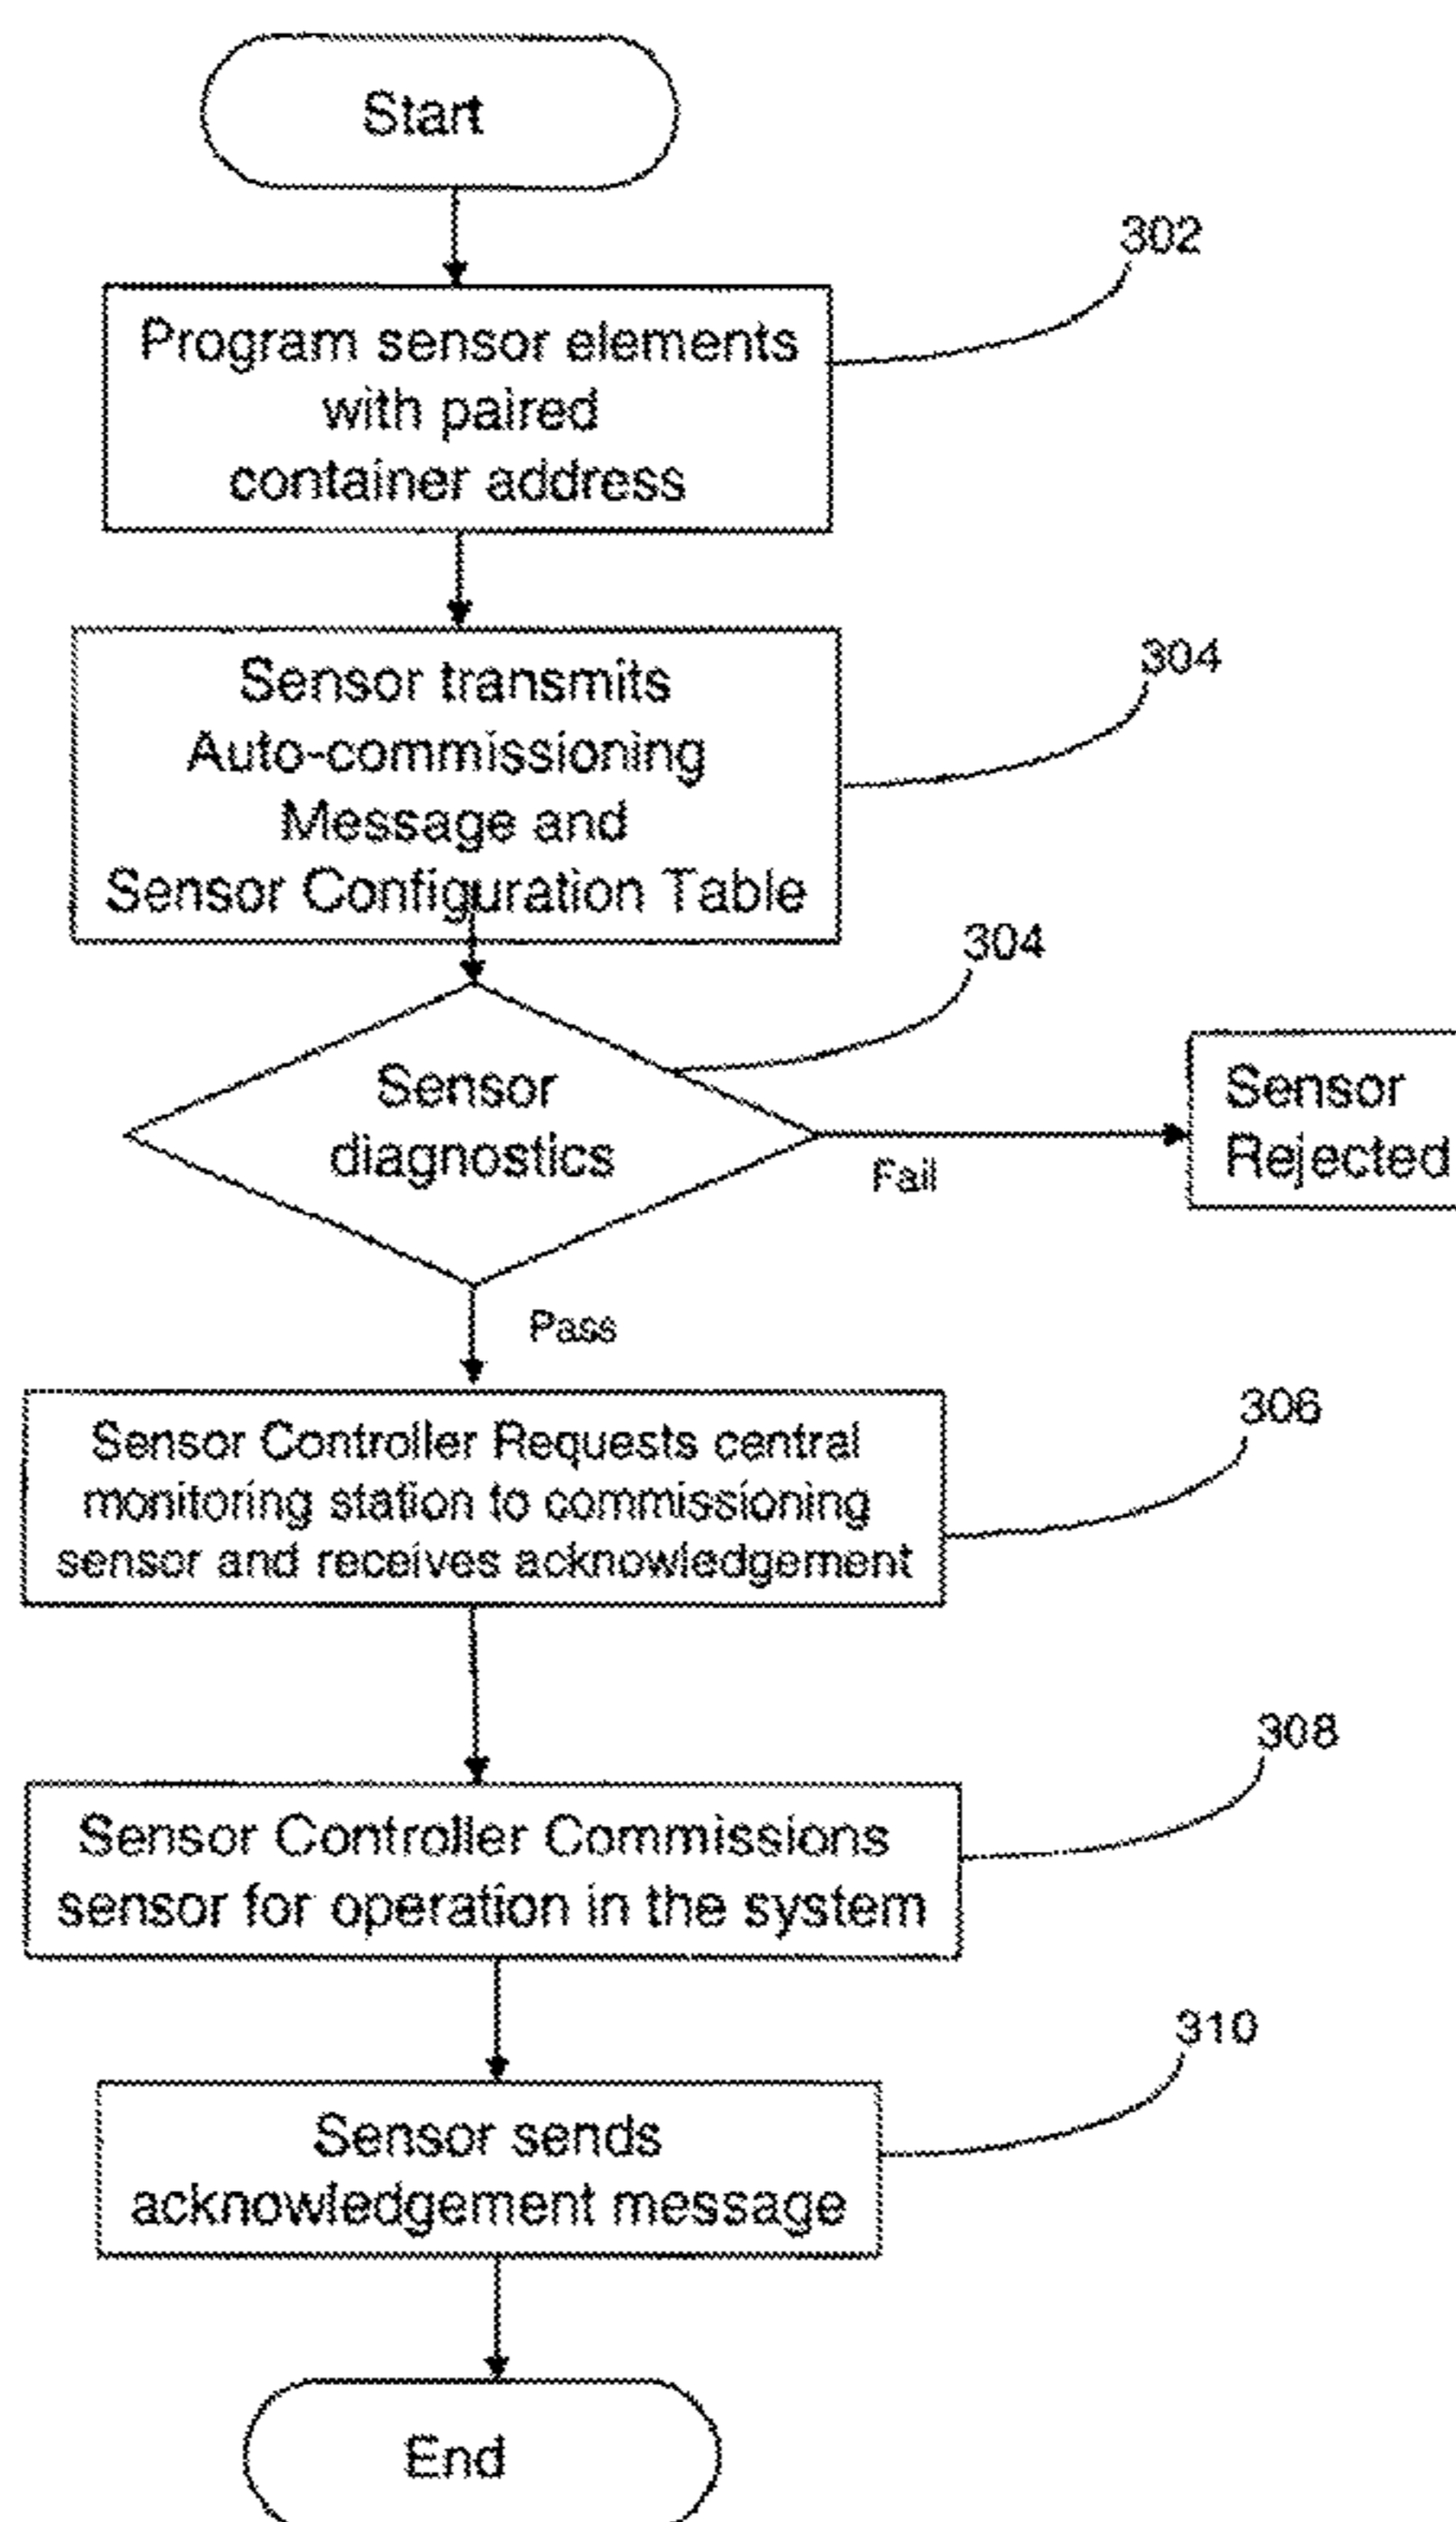 Start
302
Program sensor elements
with paired
container address
304
Sensor transmits
Auto-commissioning
Message and
Sensor Configuration Table
304
Sensor
diagnostics
Fail
Sensor
Rejected
Pass
306
Sensor Controller Requests central
monitoring station to commissioning
sensor and receives acknowledgement
308
Sensor Controller Commissions
sensor for operation in the system
310
Sensor sends
acknowledgement message
End